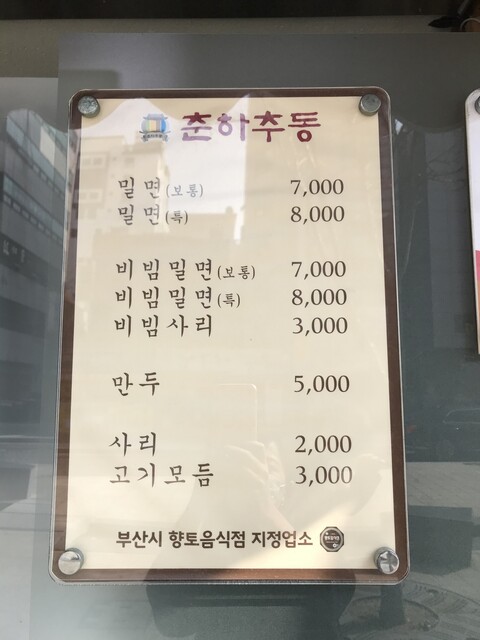 춘하추동
밀면(보통) 7,000
밀면(특) 8,000
비빔밀면(보통) 7,000
비빔밀면(특) 8,000
비빔사리 3,000
만두 5,000
사리 2,000
고기모듬 3,000
부산시 향토음식점 지정업소